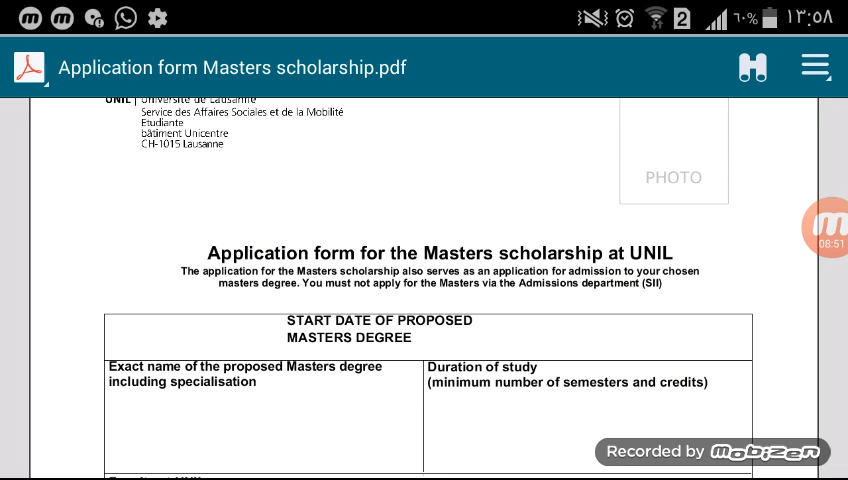 ٦٠% ١٣:٥٨
2
Application form Masters scholarship.pdf
UNIL | Université de Lausanne
Service des Affaires Sociales et de la Mobilité
Etudiante
bâtiment Unicentre
CH-1015 Lausanne
PHOTO
08:51
Application form for the Masters scholarship at UNIL
The application for the Masters scholarship also serves as an application for admission to your chosen
masters degree. You must not apply for the Masters via the Admissions department (SII)
START DATE OF PROPOSED
MASTERS DEGREE
Exact name of the proposed Masters degree
including specialisation
Duration of study
(minimum number of semesters and credits)
Recorded by mobizen